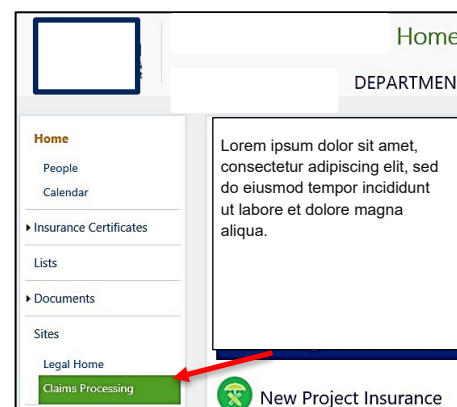 Home
DEPARTMEN
Home
People
Calendar
Insurance Certificates
Lists
Documents
Sites
Legal Home
Claims Processing
Lorem ipsum dolor sit amet,
consectetur adipiscing elit, sed
do eiusmod tempor incididunt
ut labore et dolore magna
aliqua.
New Project Insurance